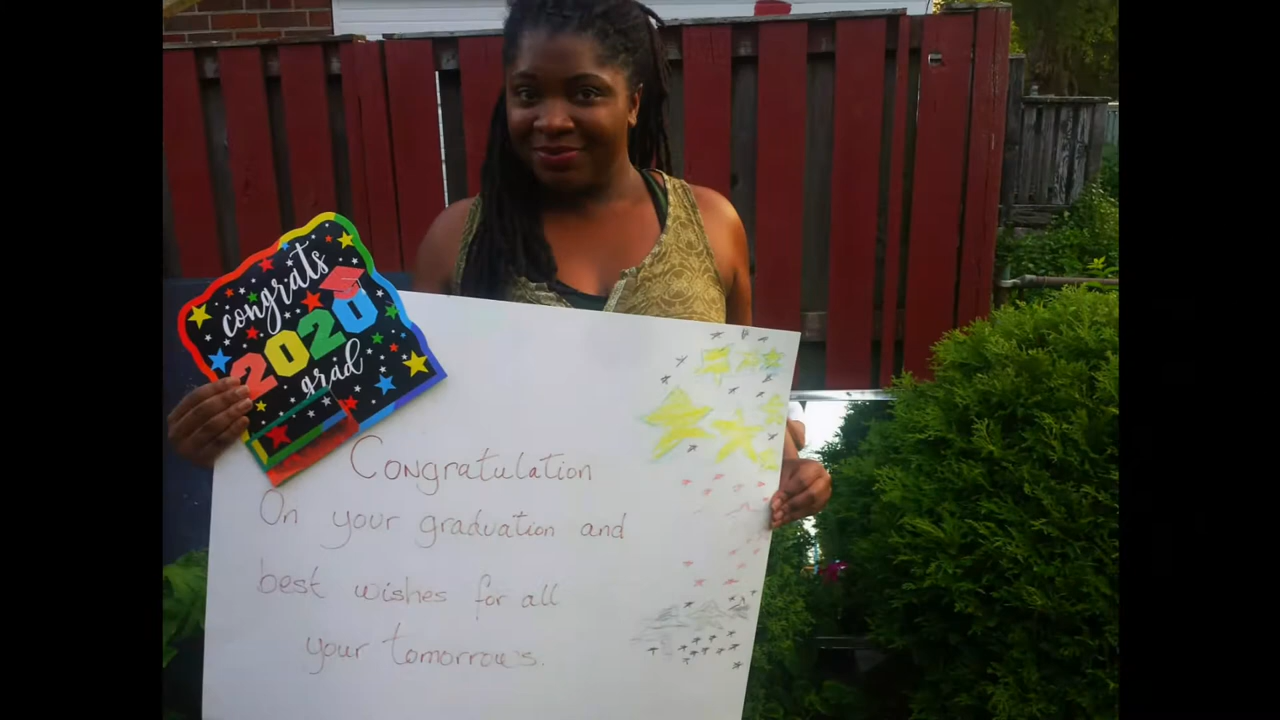 congrats
2020
grad
Congratulation
On your graduation and
best wishes for all
your tomorrows.